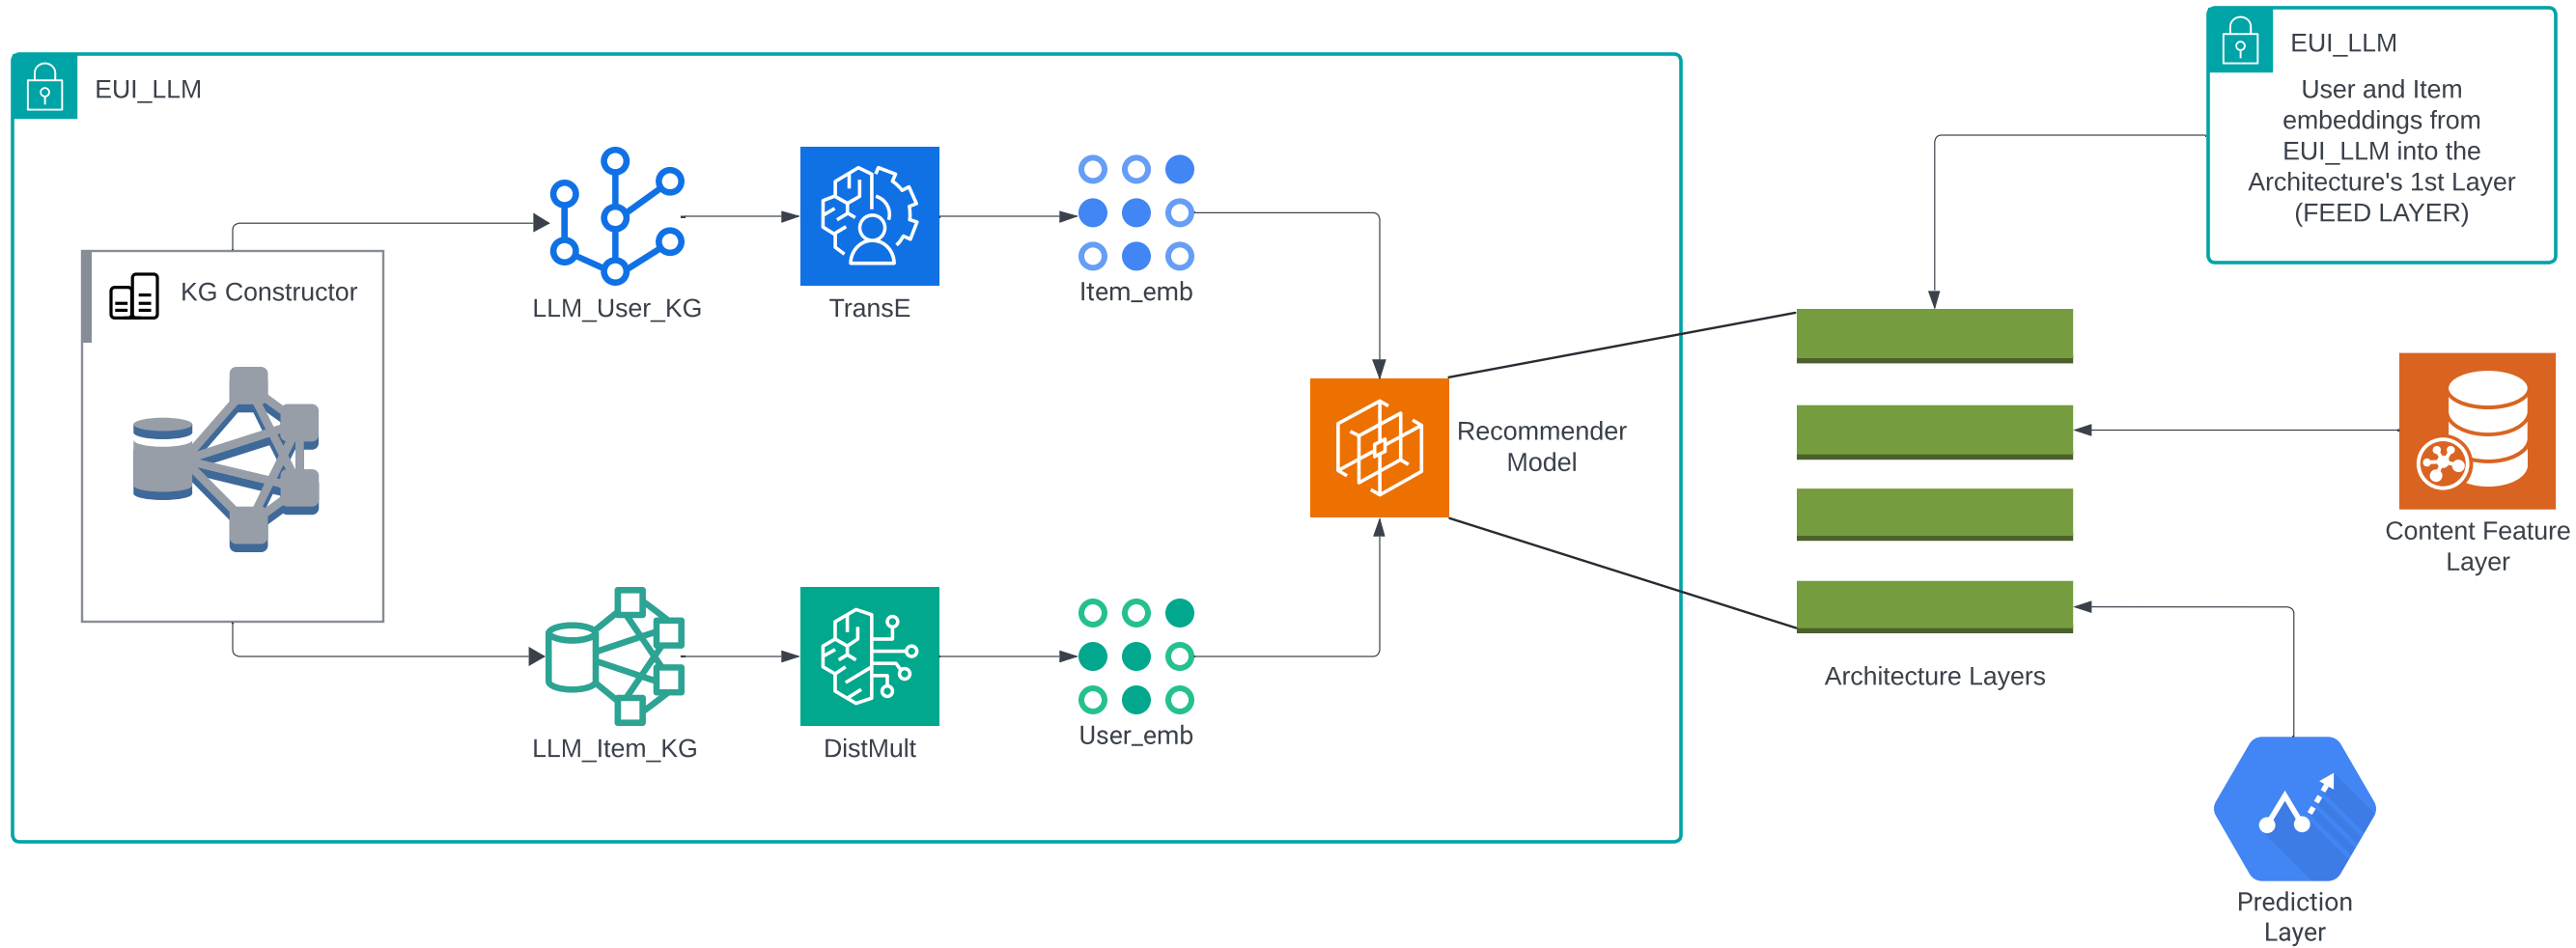 EUI_LLM
KG Constructor
LLM_User_KG
TransE
Item_emb
LLM_Item_KG
DistMult
User_emb
Recommender
Model
EUI_LLM
User and Item
embeddings from
EUI_LLM into the
Architecture's 1st Layer
(FEED LAYER)
Architecture Layers
Content Feature
Layer
Prediction
Layer